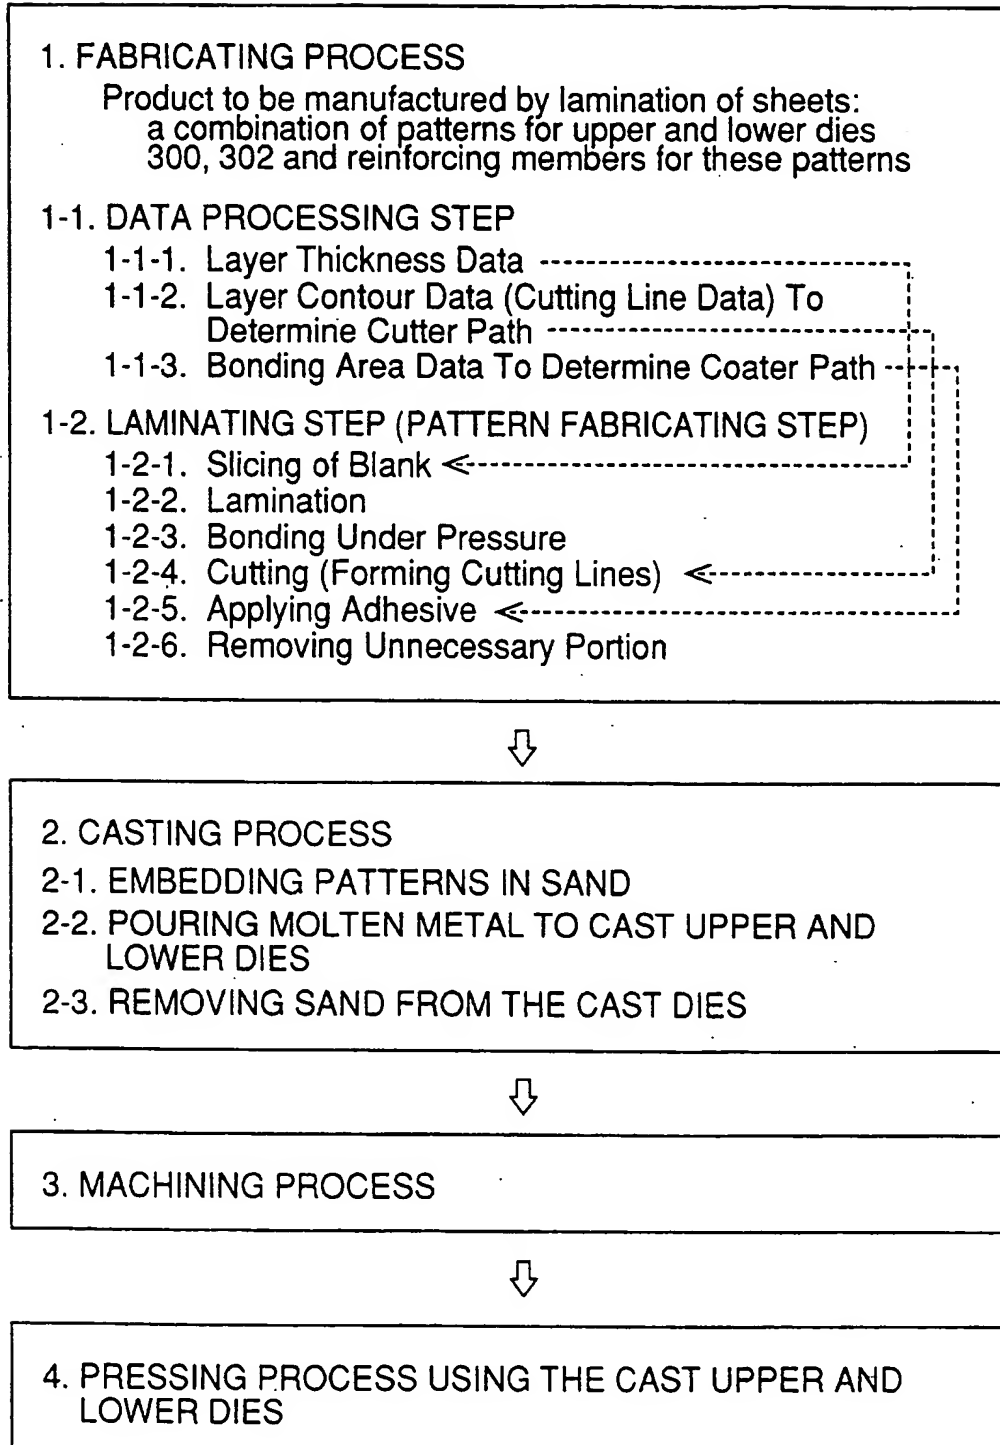 1. FABRICATING PROCESS
Product to be manufactured by lamination of sheets:
a combination of patterns for upper and lower dies
300, 302 and reinforcing members for these patterns
1-1. DATA PROCESSING STEP
1-1-1. Layer Thickness Data
1-1-2. Layer Contour Data (Cutting Line Data) To
Determine Cutter Path
1-1-3. Bonding Area Data To Determine Coater Path
1-2. LAMINATING STEP (PATTERN FABRICATING STEP)
1-2-1. Slicing of Blank
1-2-2. Lamination
1-2-3. Bonding Under Pressure
1-2-4. Cutting (Forming Cutting Lines)
1-2-5. Applying Adhesive
1-2-6. Removing Unnecessary Portion
2. CASTING PROCESS
2-1. EMBEDDING PATTERNS IN SAND
2-2. POURING MOLTEN METAL TO CAST UPPER AND
LOWER DIES
2-3. REMOVING SAND FROM THE CAST DIES
3. MACHINING PROCESS
4. PRESSING PROCESS USING THE CAST UPPER AND
LOWER DIES